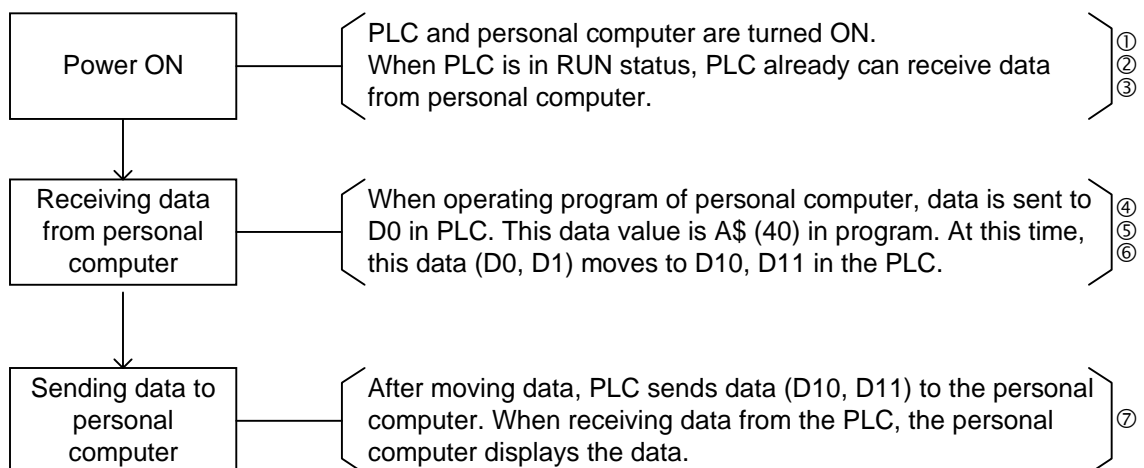 Power ON
PLC and personal computer are turned ON.
When PLC is in RUN status, PLC already can receive data
from personal computer.
①
②
③
Receiving data
from personal
computer
When operating program of personal computer, data is sent to
D0 in PLC. This data value is A$ (40) in program. At this time,
this data (D0, D1) moves to D10, D11 in the PLC.
④
⑤
⑥
Sending data to
personal
computer
After moving data, PLC sends data (D10, D11) to the personal
computer. When receiving data from the PLC, the personal
computer displays the data.
⑦